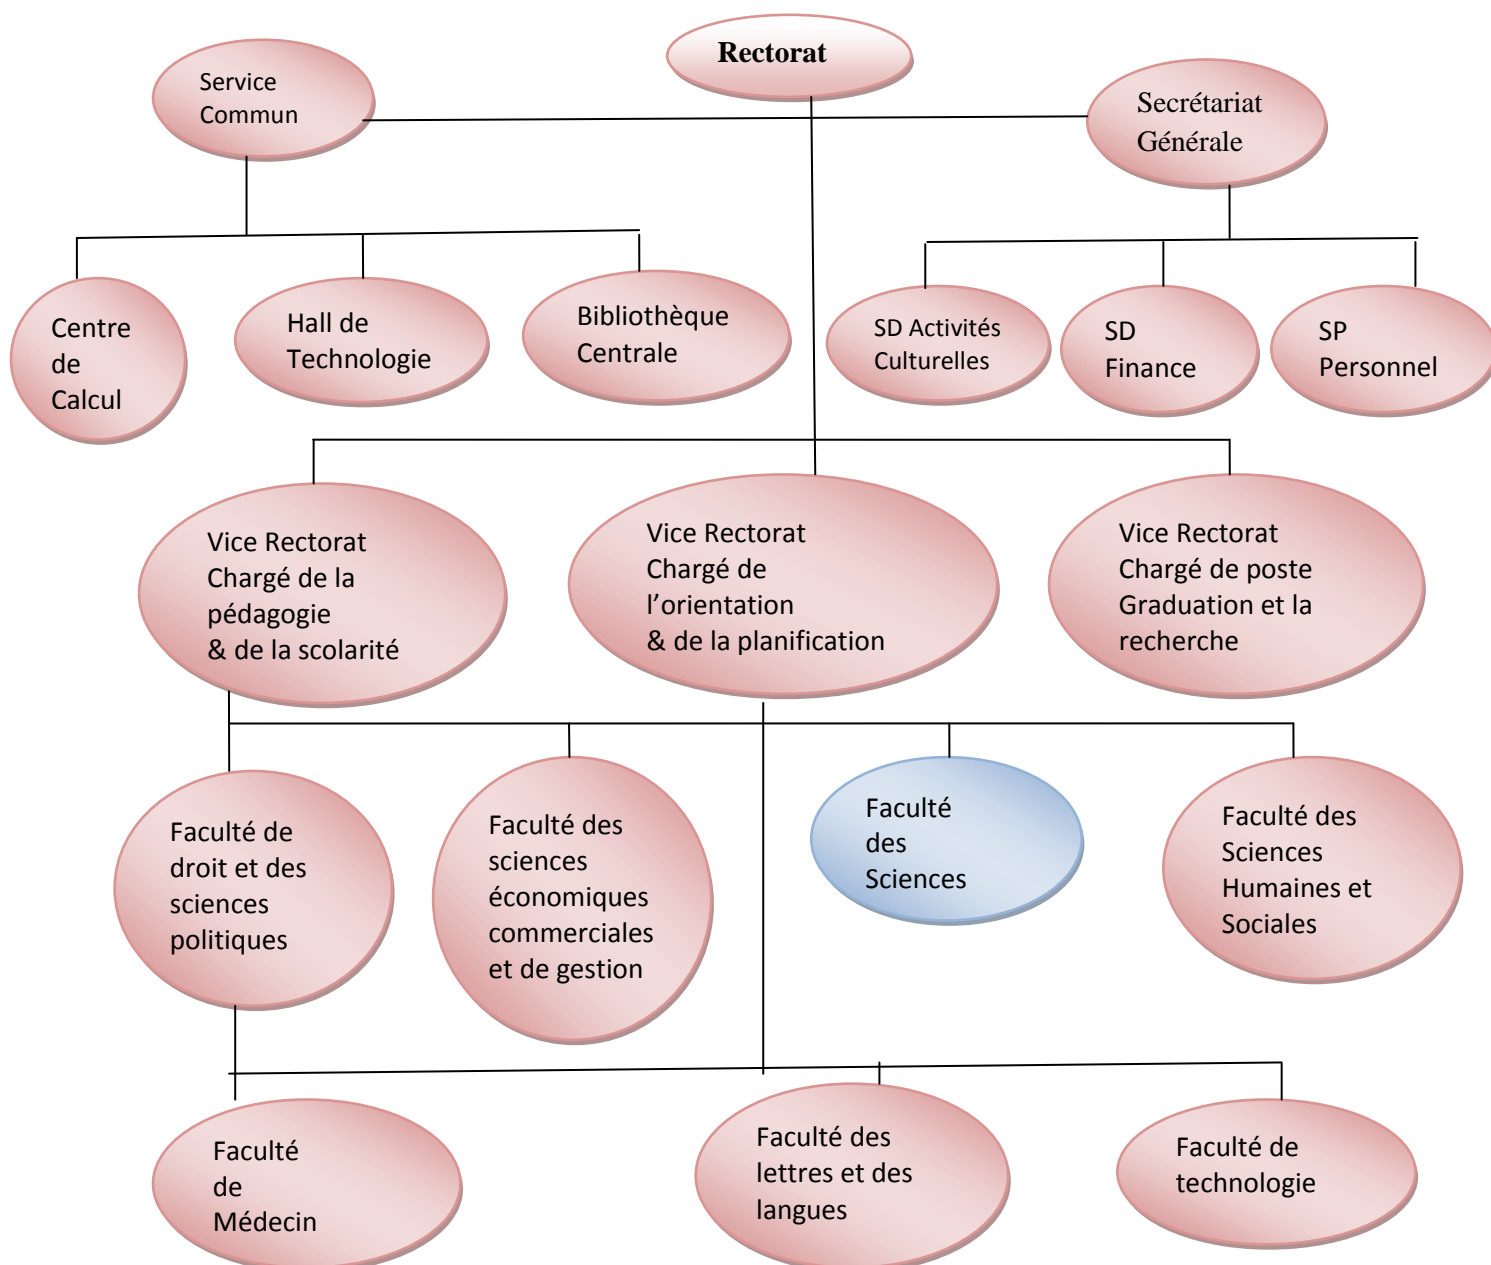 Rectorat
Service
Commun
Secrétariat
Générale
Centre
de
Calcul
Hall de
Technologie
Bibliothèque
Centrale
SD Activités
Culturelles
SD
Finance
SP
Personnel
Vice Rectorat
Chargé de la
pédagogie
& de la scolarité
Vice Rectorat
Chargé de
l’orientation
& de la planification
Vice Rectorat
Chargé de poste
Graduation et la
recherche
Faculté de
droit et des
sciences
politiques
Faculté des
sciences
économiques
commerciales
et de gestion
Faculté
des
Sciences
Faculté des
Sciences
Humaines et
Sociales
Faculté
de
Médecin
Faculté des
lettres et des
langues
Faculté de
technologie